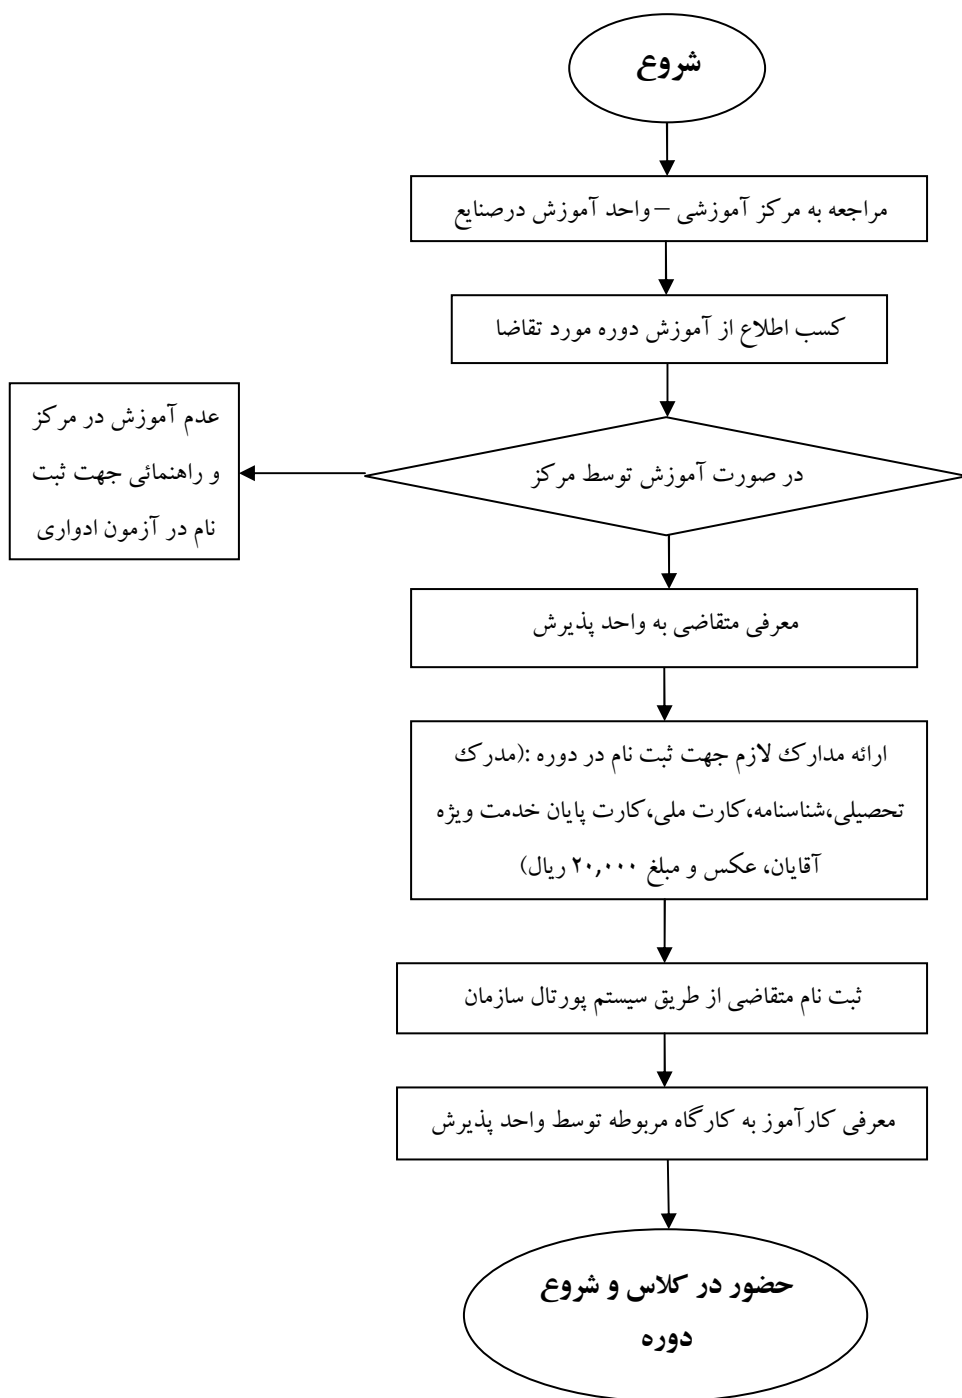 شروع
مراجعه به مرکز آموزشی – واحد آموزش درصنایع
کسب اطلاع از آموزش دوره مورد تقاضا
در صورت آموزش توسط مرکز
عدم آموزش در مرکز
و راهنمائی جهت ثبت
نام در آزمون ادواری
معرفی متقاضی به واحد پذیرش
ارائه مدارک لازم جهت ثبت نام در دوره :(مدرک
تحصیلی،شناسنامه،کارت ملی،کارت پایان خدمت ویژه
آقایان، عکس و مبلغ ۲۰,۰۰۰ ریال)
ثبت نام متقاضی از طریق سیستم پورتال سازمان
معرفی کارآموز به کارگاه مربوطه توسط واحد پذیرش
حضور در کلاس و شروع
دوره